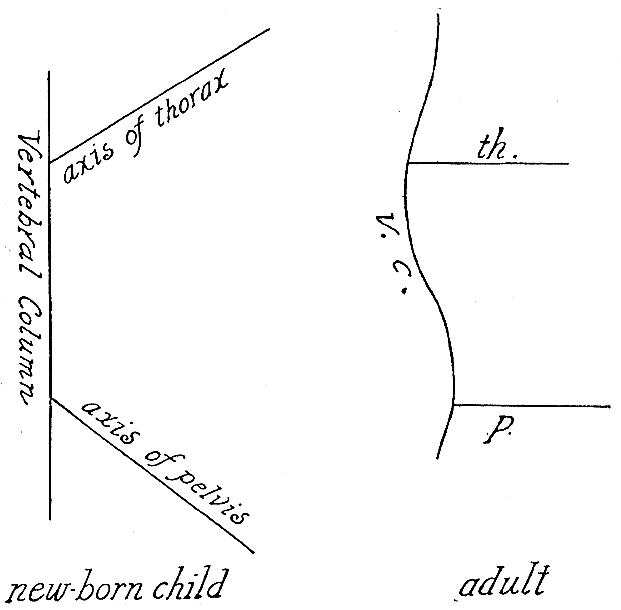 Vertebral Column
axis of thorax
axis of pelvis
new-born child
th.
v. c.
p.
adult